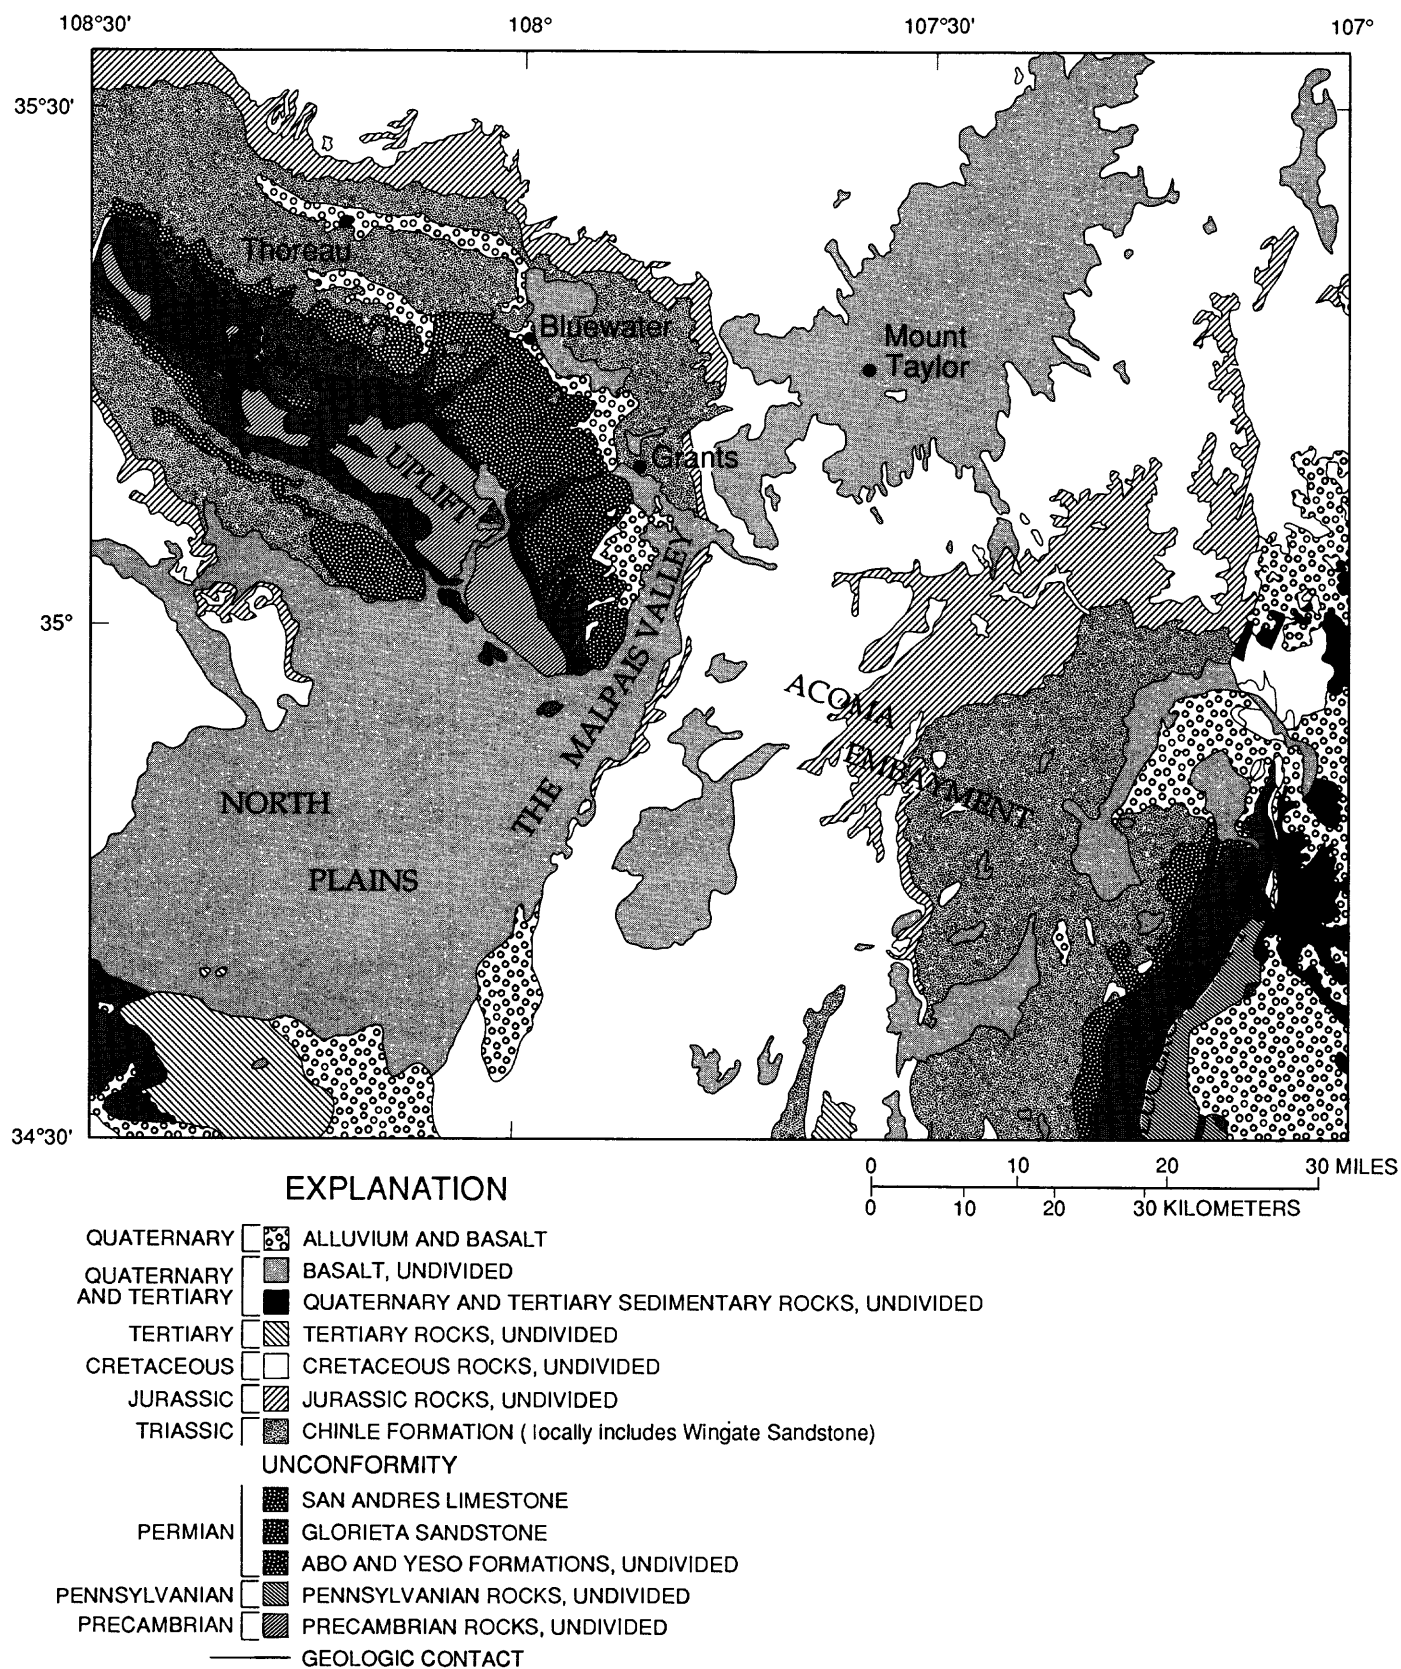 108°30'
108°
107°30'
107°
35°30'
Thoreau
Bluewater
Mount
Taylor
Grants
UPLIFT
35°
THE MALPAIS VALLEY
ACOMA
EMBAYMENT
NORTH
PLAINS
34°30'
0 10 20 30 MILES
0 10 20 30 KILOMETERS
EXPLANATION
QUATERNARY ALLUVIUM AND BASALT
QUATERNARY
AND TERTIARY
BASALT, UNDIVIDED
QUATERNARY AND TERTIARY SEDIMENTARY ROCKS, UNDIVIDED
TERTIARY TERTIARY ROCKS, UNDIVIDED
CRETACEOUS CRETACEOUS ROCKS, UNDIVIDED
JURASSIC JURASSIC ROCKS, UNDIVIDED
TRIASSIC CHINLE FORMATION ( locally includes Wingate Sandstone)
UNCONFORMITY
SAN ANDRES LIMESTONE
PERMIAN GLORIETA SANDSTONE
ABO AND YESO FORMATIONS, UNDIVIDED
PENNSYLVANIAN PENNSYLVANIAN ROCKS, UNDIVIDED
PRECAMBRIAN PRECAMBRIAN ROCKS, UNDIVIDED
GEOLOGIC CONTACT